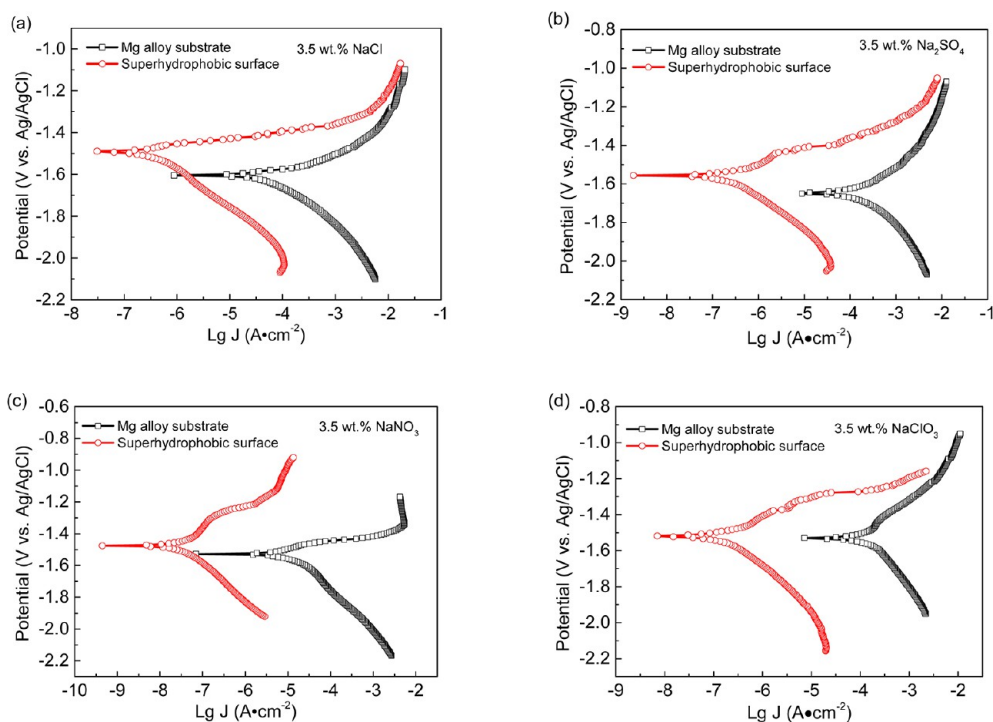 (a)
Mg alloy substrate
Superhydrophobic surface
3.5 wt.% NaCl
Potential (V vs. Ag/AgCl)
-1.0
-1.2
-1.4
-1.6
-1.8
-2.0
-2.2
-8 -7 -6 -5 -4 -3 -2 -1
Lg J (A•cm-2)
(b)
Mg alloy substrate
Superhydrophobic surface
3.5 wt.% Na2SO4
Potential (V vs. Ag/AgCl)
-0.8
-1.0
-1.2
-1.4
-1.6
-1.8
-2.0
-2.2
-9 -8 -7 -6 -5 -4 -3 -2 -1
Lg J (A•cm-2)
(c)
Mg alloy substrate
Superhydrophobic surface
3.5 wt.% NaNO3
Potential (V vs. Ag/AgCl)
-0.6
-0.8
-1.0
-1.2
-1.4
-1.6
-1.8
-2.0
-2.2
-10 -9 -8 -7 -6 -5 -4 -3 -2
Lg J (A•cm-2)
(d)
Mg alloy substrate
Superhydrophobic surface
3.5 wt.% NaClO3
Potential (V vs. Ag/AgCl)
-0.8
-1.0
-1.2
-1.4
-1.6
-1.8
-2.0
-2.2
-9 -8 -7 -6 -5 -4 -3 -2 -1
Lg J (A•cm-2)